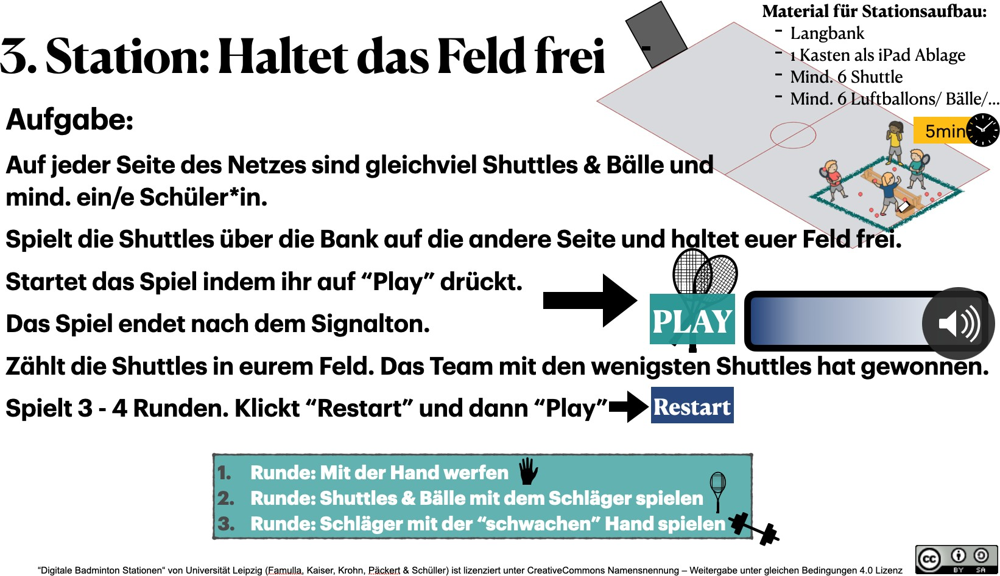 Material für Stationsaufbau:
- Langbank
- 1 Kasten als iPad Ablage
- Mind. 6 Shuttle
- Mind. 6 Luftballons/ Bälle/...
3. Station: Haltet das Feld frei
5min
Aufgabe:
Auf jeder Seite des Netzes sind gleichviel Shuttles & Bälle und
mind. ein/e Schüler*in.
Spielt die Shuttles über die Bank auf die andere Seite und haltet euer Feld frei.
Startet das Spiel indem ihr auf “Play” drückt.
PLAY
Das Spiel endet nach dem Signalton.
Zählt die Shuttles in eurem Feld. Das Team mit den wenigsten Shuttles hat gewonnen.
Spielt 3 - 4 Runden. Klickt “Restart” und dann “Play”
Restart
1. Runde: Mit der Hand werfen
2. Runde: Shuttles & Bälle mit dem Schläger spielen
3. Runde: Schläger mit der “schwachen” Hand spielen
“Digitale Badminton Stationen“ von Universität Leipzig (Famulla, Kaiser, Krohn, Päckert & Schüller) ist lizenziert unter CreativeCommons Namensnennung – Weitergabe unter gleichen Bedingungen 4.0 Lizenz
cc BY SA